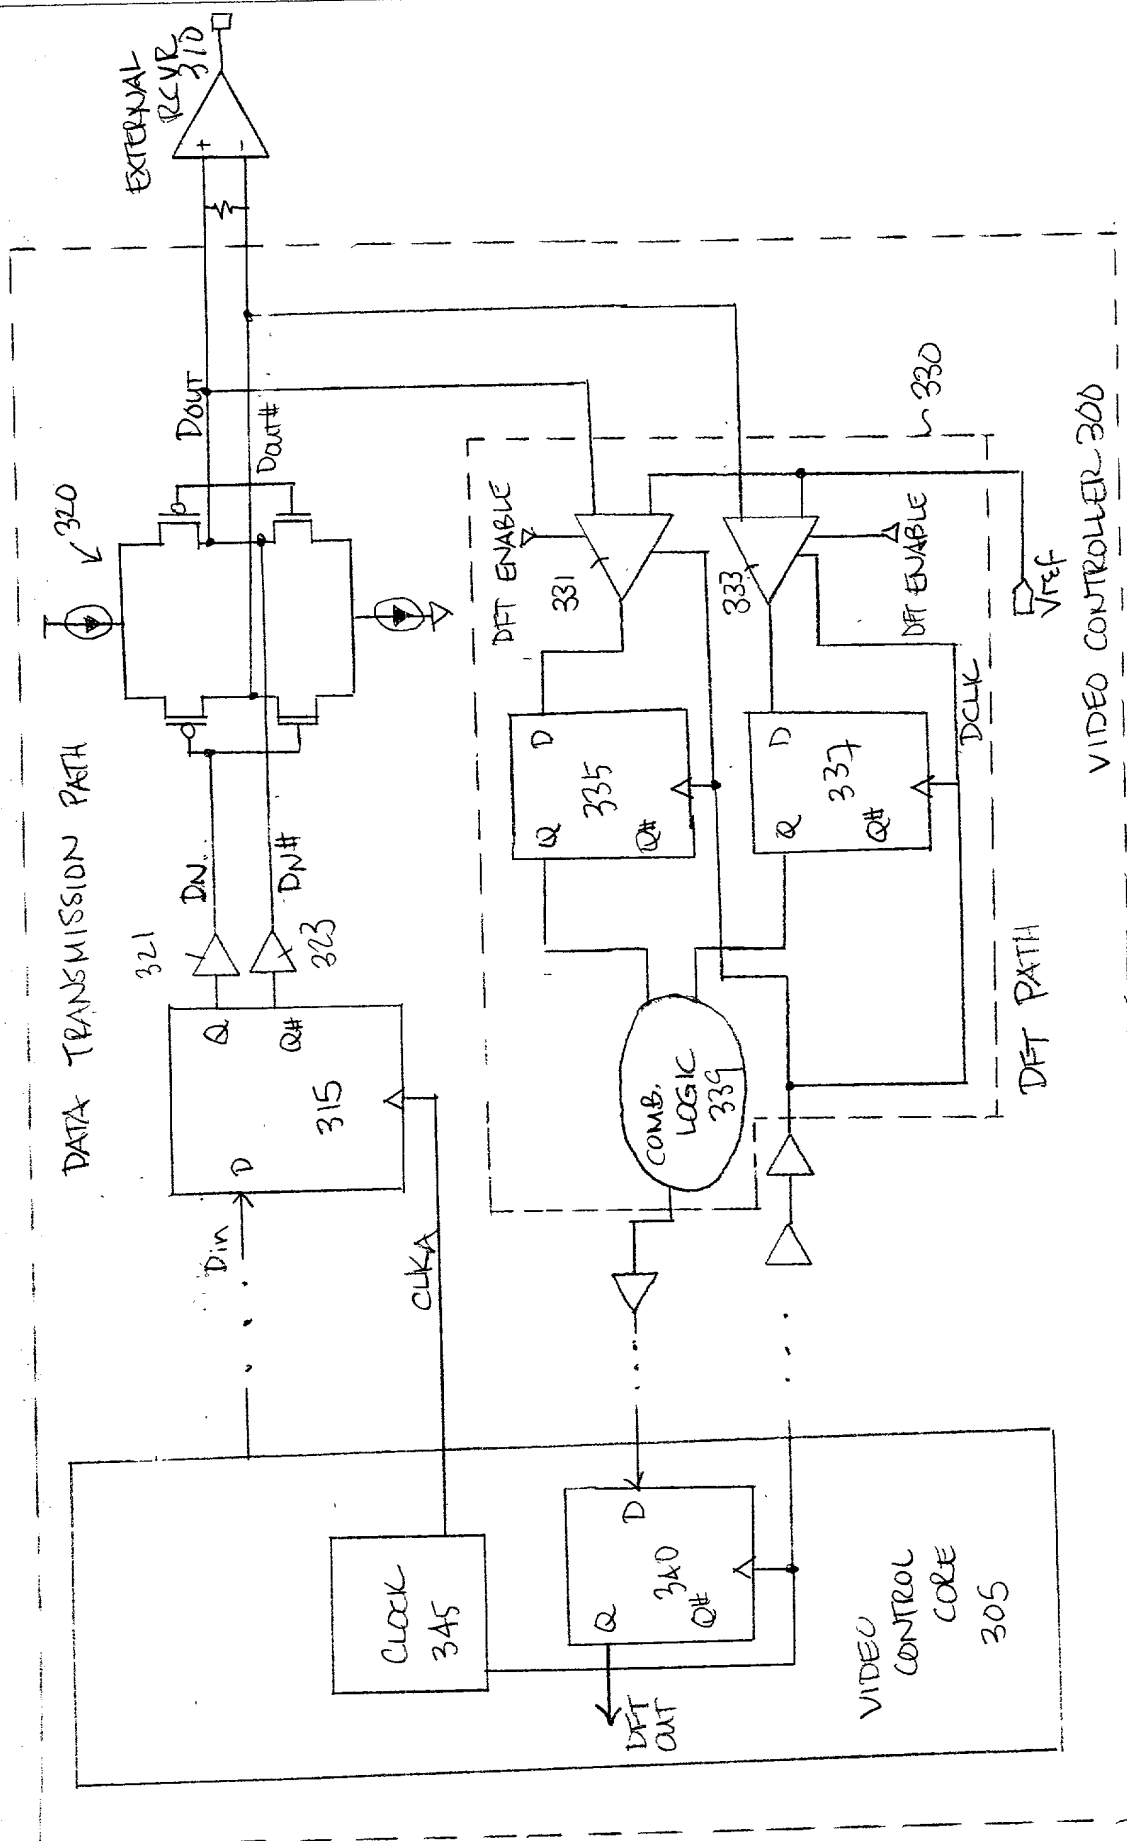 DATA TRANSMISSION PATH
EXTERNAL
RCVR
310
+
-
320
Dout
Dout#
DN
DN#
321
323
Q
Q#
315
D
Din
CLKA
330
DFT ENABLE
331
333
DFT ENABLE
Vref
D
335
Q
Q#
D
337
Q
Q#
DCLK
COMB.
LOGIC
339
DFT PATH
VIDEO CONTROLLER 300
CLOCK
345
D
340
Q
Q#
DFT
OUT
VIDEO
CONTROL
CORE
305